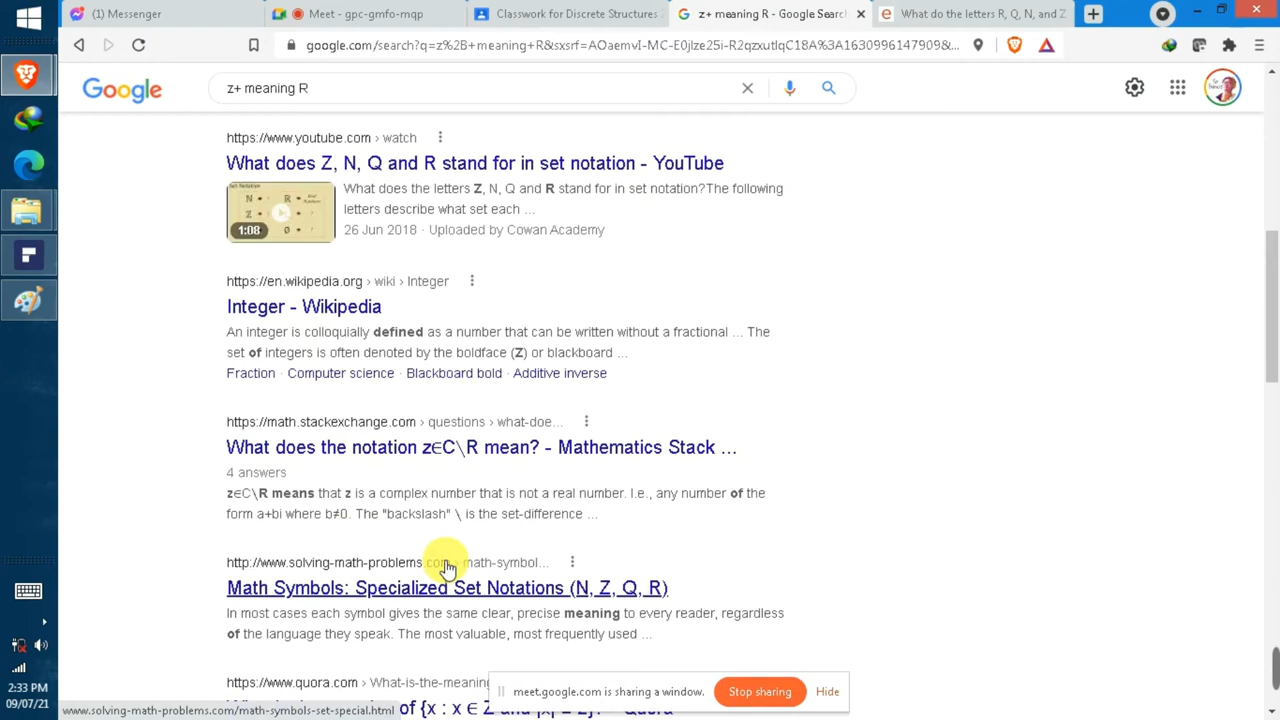 (1) Messenger
Meet - gpc-gmfo-mqp
Classwork for Discrete Structures
z+ meaning R - Google Search
What do the letters R, Q, N, and Z
google.com/search?q=z%2B+meaning+R&sxsrf=AOaemvI-MC-E0jlze25i-R2qzxutlqC18A%3A1630996147909&...
Google
z+ meaning R
https://www.youtube.com › watch
What does Z, N, Q and R stand for in set notation - YouTube
What does the letters Z, N, Q and R stand for in set notation?The following
letters describe what set each ...
1:08
26 Jun 2018 · Uploaded by Cowan Academy
https://en.wikipedia.org › wiki › Integer
Integer - Wikipedia
An integer is colloquially defined as a number that can be written without a fractional ... The
set of integers is often denoted by the boldface (Z) or blackboard ...
Fraction · Computer science · Blackboard bold · Additive inverse
https://math.stackexchange.com › questions › what-doe...
What does the notation z∈C\R mean? - Mathematics Stack ...
4 answers
z∈C\R means that z is a complex number that is not a real number. I.e., any number of the
form a+bi where b≠0. The "backslash" \ is the set-difference ...
http://www.solving-math-problems.com › math-symbol...
Math Symbols: Specialized Set Notations (N, Z, Q, R)
In most cases each symbol gives the same clear, precise meaning to every reader, regardless
of the language they speak. The most valuable, most frequently used ...
https://www.quora.com › What-is-the-meaning
of {x : x ∈ Z and |x| = 2}? - Quora
meet.google.com is sharing a window.
Stop sharing
Hide
www.solving-math-problems.com/math-symbols-set-special.html
2:33 PM
09/07/21